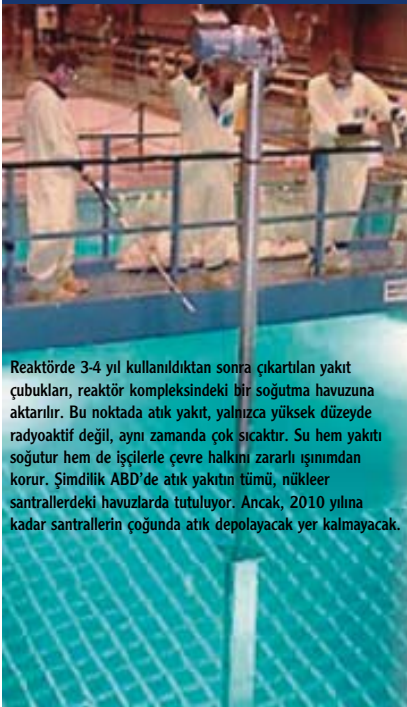 Reaktörde 3-4 yıl kullanıldıktan sonra çıkartılan yakıt
çubukları, reaktör kompleksindeki bir soğutma havuzuna
aktarılır. Bu noktada atık yakıt, yalnızca yüksek düzeyde
radyoaktif değil, aynı zamanda çok sıcaktır. Su hem yakıtı
soğutur hem de işçilerle çevre halkını zararlı ışınımdan
korur. Şimdilik ABD'de atık yakıtın tümü, nükleer
santrallerdeki havuzlarda tutuluyor. Ancak, 2010 yılına
kadar santrallerin çoğunda atık depolayacak yer kalmayacak.